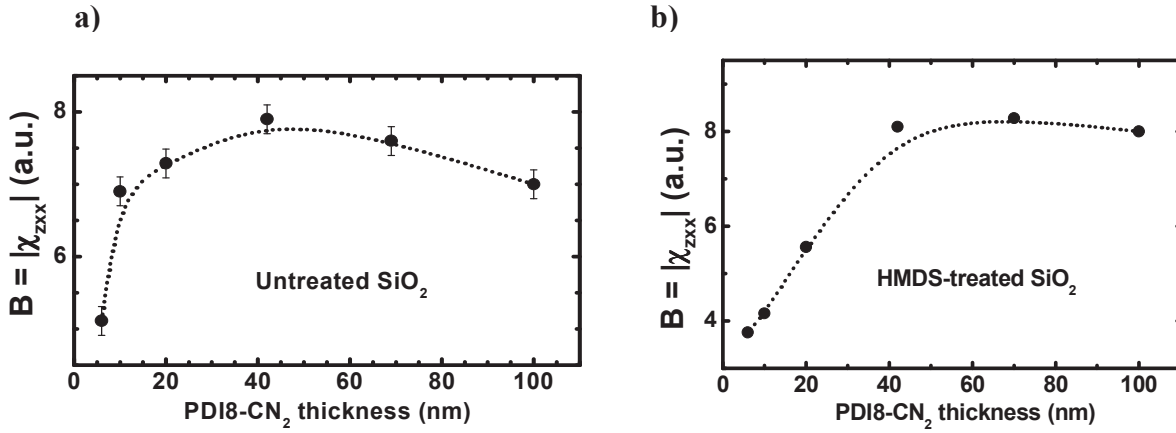 a)
8
6
B = |χzxx| (a.u.)
Untreated SiO₂
0 20 40 60 80 100
PDI8-CN₂ thickness (nm)
b)
8
6
4
B = |χzxx| (a.u.)
HMDS-treated SiO₂
0 20 40 60 80 100
PDI8-CN₂ thickness (nm)